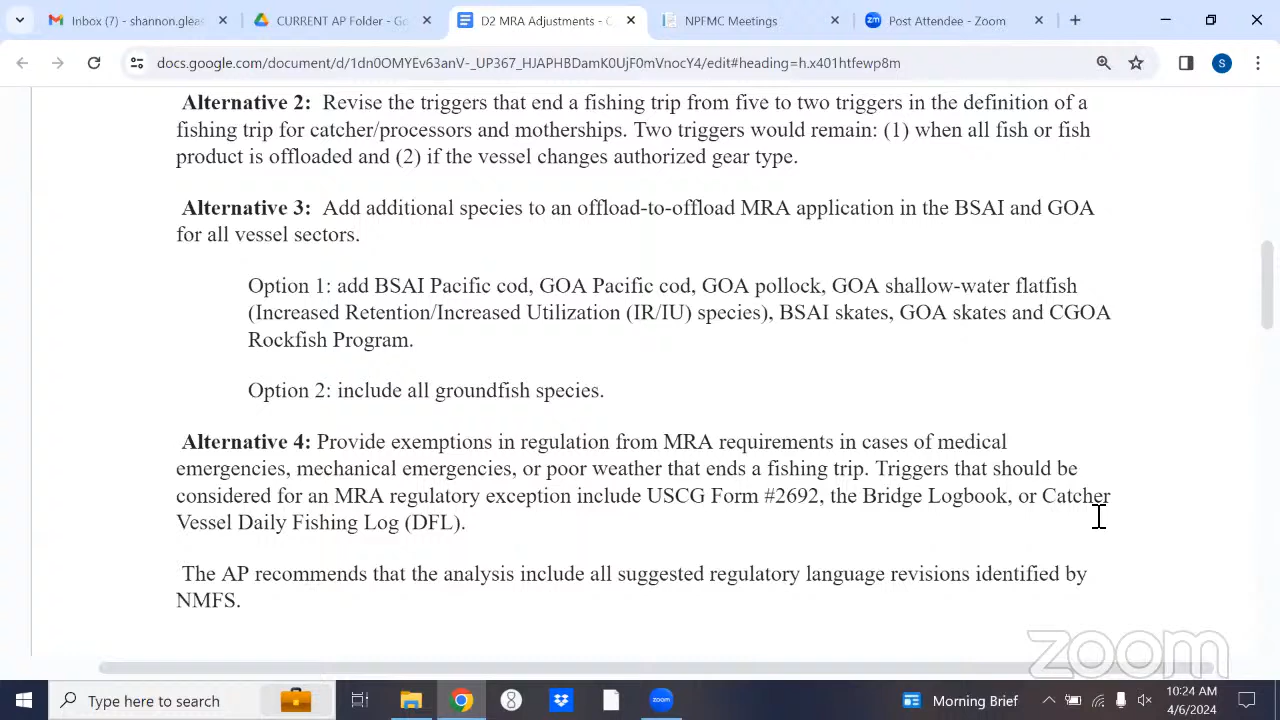 Inbox (7) - shannon.glea
CURRENT AP Folder - Go
D2 MRA Adjustments - G
NPFMC Meetings
Post Attendee - Zoom
docs.google.com/document/d/1dn0OMYEv63anV-_UP367_HJAPHBDamK0UjF0mVnocY4/edit#heading=h.x401htfewp8m
S
Alternative 2: Revise the triggers that end a fishing trip from five to two triggers in the definition of a
fishing trip for catcher/processors and motherships. Two triggers would remain: (1) when all fish or fish
product is offloaded and (2) if the vessel changes authorized gear type.
Alternative 3: Add additional species to an offload-to-offload MRA application in the BSAI and GOA
for all vessel sectors.
Option 1: add BSAI Pacific cod, GOA Pacific cod, GOA pollock, GOA shallow-water flatfish
(Increased Retention/Increased Utilization (IR/IU) species), BSAI skates, GOA skates and CGOA
Rockfish Program.
Option 2: include all groundfish species.
Alternative 4: Provide exemptions in regulation from MRA requirements in cases of medical
emergencies, mechanical emergencies, or poor weather that ends a fishing trip. Triggers that should be
considered for an MRA regulatory exception include USCG Form #2692, the Bridge Logbook, or Catcher
Vessel Daily Fishing Log (DFL).
The AP recommends that the analysis include all suggested regulatory language revisions identified by
NMFS.
zoom
Type here to search
zoom
Morning Brief
10:24 AM
4/6/2024